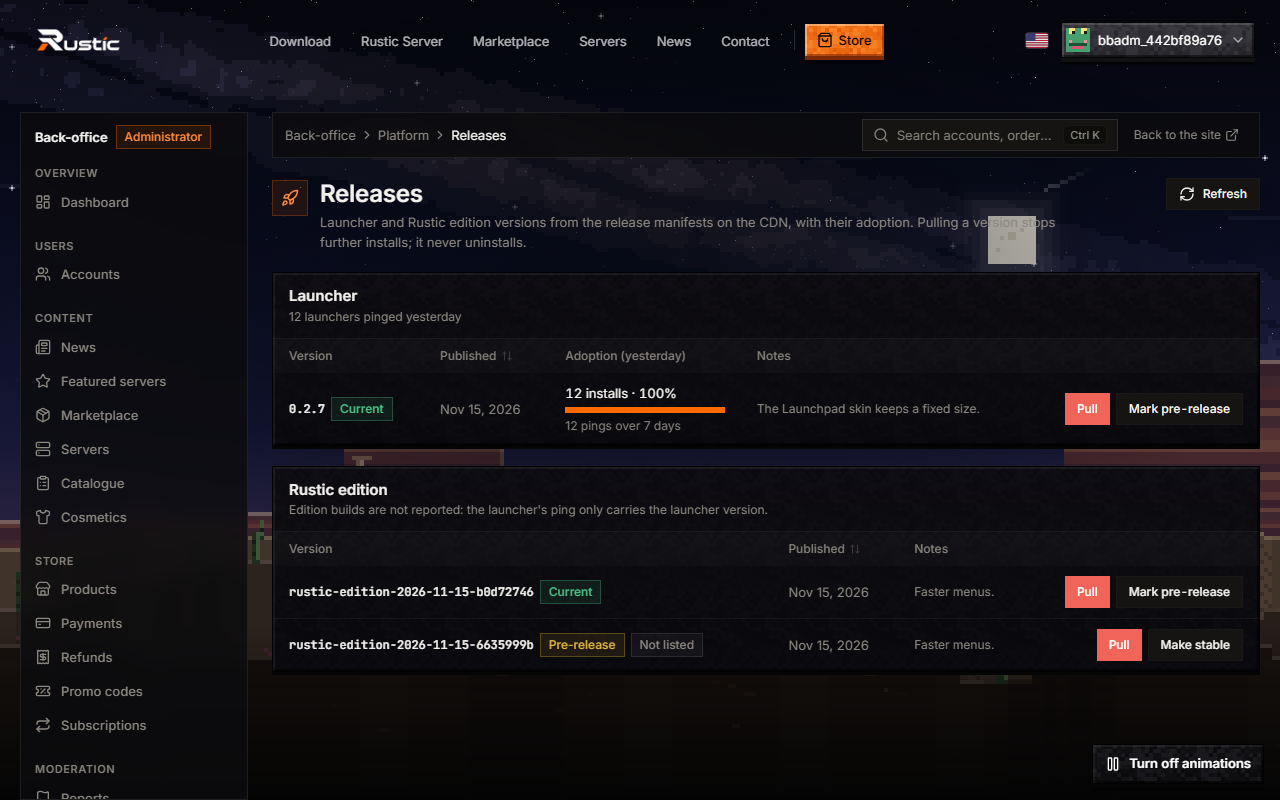 Rustic
Download
Rustic Server
Marketplace
Servers
News
Contact
Store
bbadm_442bf89a76
Back-office Administrator
OVERVIEW
Dashboard
USERS
Accounts
CONTENT
News
Featured servers
Marketplace
Servers
Catalogue
Cosmetics
STORE
Products
Payments
Refunds
Promo codes
Subscriptions
MODERATION
Reports
Back-office > Platform > Releases
Search accounts, order... Ctrl K
Back to the site
Releases
Refresh
Launcher and Rustic edition versions from the release manifests on the CDN, with their adoption. Pulling a version stops
further installs; it never uninstalls.
Launcher
12 launchers pinged yesterday
Version Published Adoption (yesterday) Notes
0.2.7 Current Nov 15, 2026 12 installs · 100% The Launchpad skin keeps a fixed size. Pull Mark pre-release
12 pings over 7 days
Rustic edition
Edition builds are not reported: the launcher's ping only carries the launcher version.
Version Published Notes
rustic-edition-2026-11-15-b0d72746 Current Nov 15, 2026 Faster menus. Pull Mark pre-release
rustic-edition-2026-11-15-6635999b Pre-release Not listed Nov 15, 2026 Faster menus. Pull Make stable
Turn off animations